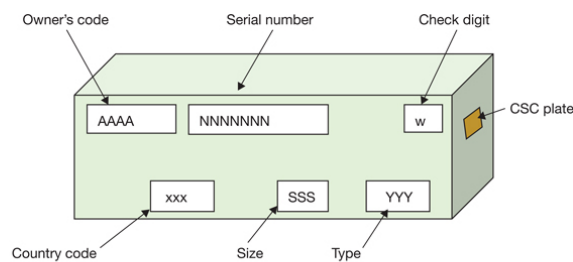 Owner's code
Serial number
Check digit
CSC plate
AAAA
NNNNNNN
w
xxx
SSS
YYY
Country code
Size
Type